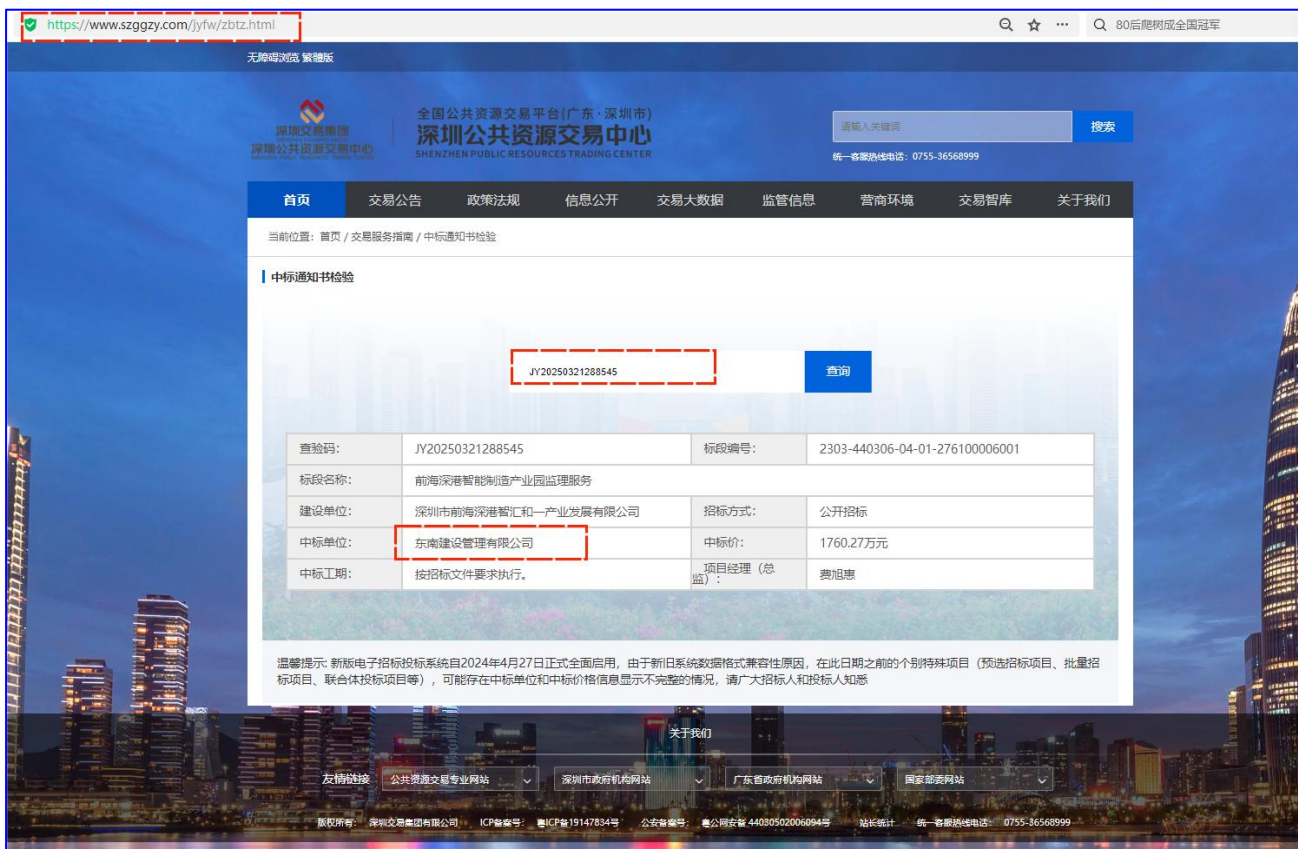 https://www.szggzy.com/jyfw/zbtz.html
80后爬树成全国冠军
无障碍浏览 繁體版
深圳交易集团
深圳公共资源交易中心
全国公共资源交易平台(广东·深圳市)
深圳公共资源交易中心
SHENZHEN PUBLIC RESOURCES TRADING CENTER
请输入关键词
搜索
统一客服热线电话：0755-36568999
首页 交易公告 政策法规 信息公开 交易大数据 监管信息 营商环境 交易智库 关于我们
当前位置：首页 / 交易服务指南 / 中标通知书检验
中标通知书检验
JY20250321288545 查询
查验码： JY20250321288545 标段编号： 2303-440306-04-01-276100006001
标段名称： 前海深港智能制造产业园监理服务
建设单位： 深圳市前海深港智汇和一产业发展有限公司 招标方式： 公开招标
中标单位： 东南建设管理有限公司 中标价： 1760.27万元
中标工期： 按招标文件要求执行。 项目经理（总监）： 费旭惠
温馨提示: 新版电子招标投标系统自2024年4月27日正式全面启用，由于新旧系统数据格式兼容性原因，在此日期之前的个别特殊项目（预选招标项目、批量招
标项目、联合体投标项目等），可能存在中标单位和中标价格信息显示不完整的情况，请广大招标人和投标人知悉
关于我们
友情链接 公共资源交易专业网站 深圳市政府机构网站 广东省政府机构网站 国家部委网站
版权所有： 深圳交易集团有限公司 ICP备案号： 粤ICP备19147834号 公安备案号： 粤公网安备 44030502006094号 站长统计 统一客服热线电话： 0755-36568999